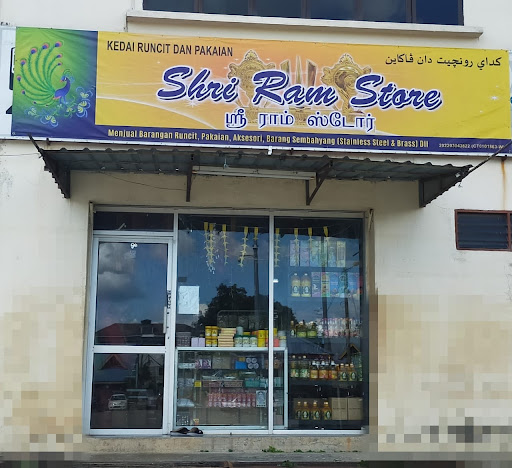 KEDAI RUNCIT DAN PAKAIAN
كداي رونچيت دان ڤاكاين
Shri Ram Store
ஸ்ரீ ராம் ஸ்டோர்
Menjual Barangan Runcit, Pakaian, Aksesori, Barang Sembahyang (Stainless Steel & Brass) Dll